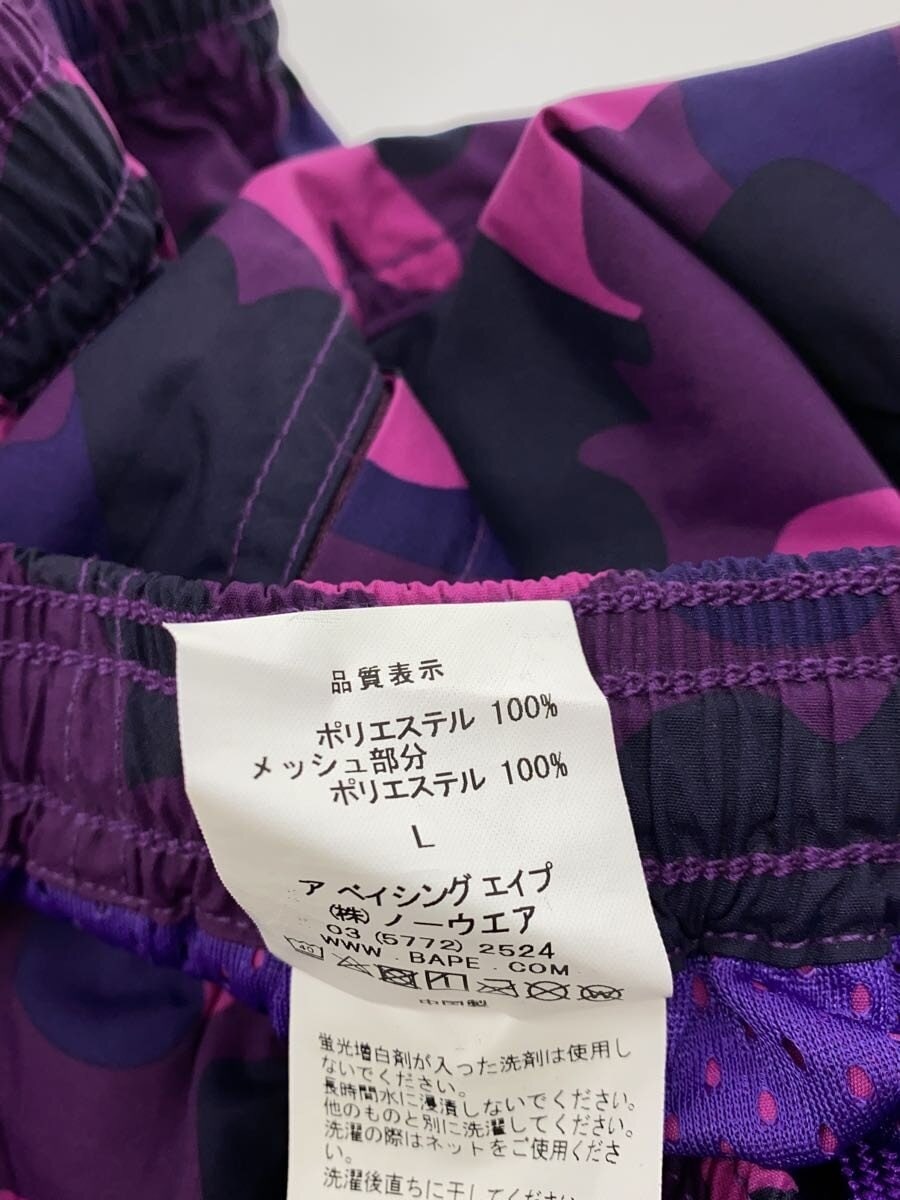 品質表示
ポリエステル 100%
メッシュ部分
ポリエステル 100%
L
ア ベイシング エイプ
(株) ノーウエア
03 (5772) 2524
WWW.BAPE.COM
40
中国製
蛍光増白剤が入った洗剤は使用し
ないでください。
長時間水に浸漬しないでください。
他のものと別に洗濯してください。
洗濯の際はネットをご使用くださ
い。
洗濯後直ちに干してください